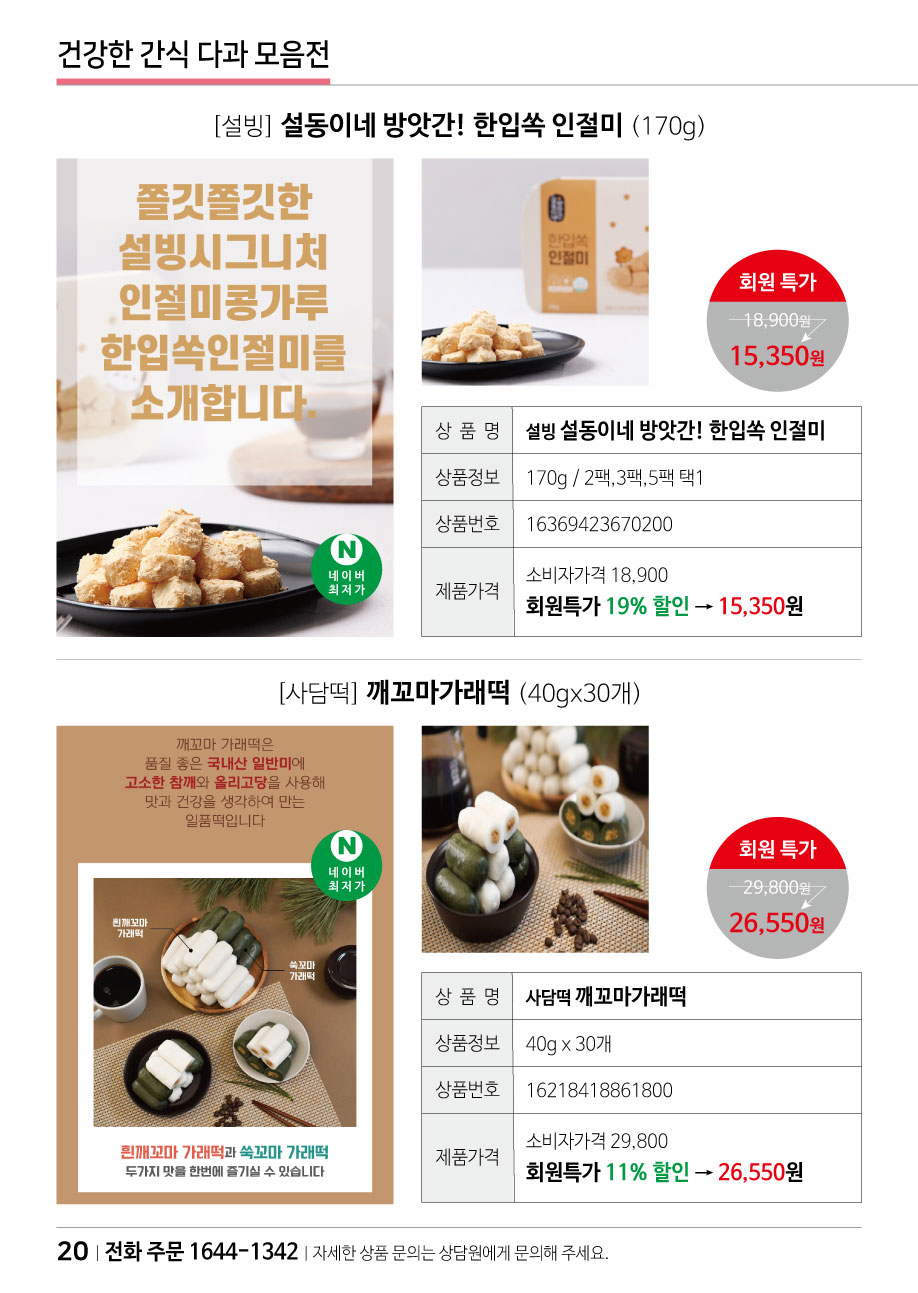 건강한 간식 다과 모음전
[설빙] 설동이네 방앗간! 한입쏙 인절미 (170g)
쫄깃쫄깃한
설빙시그니처
인절미콩가루
한입쏙인절미를
소개합니다.
N
네이버
최저가
한입쏙
인절미
회원 특가
18,900원
15,350원
상 품 명 설빙 설동이네 방앗간! 한입쏙 인절미
상품정보 170g / 2팩,3팩,5팩 택1
상품번호 16369423670200
제품가격 소비자가격 18,900
회원특가 19% 할인 → 15,350원
[사담떡] 깨꼬마가래떡 (40gx30개)
깨꼬마 가래떡은
품질 좋은 국내산 일반미에
고소한 참깨와 올리고당을 사용해
맛과 건강을 생각하여 만는
일품떡입니다
N
네이버
최저가
흰깨꼬마
가래떡
쑥꼬마
가래떡
흰깨꼬마 가래떡과 쑥꼬마 가래떡
두가지 맛을 한번에 즐기실 수 있습니다
회원 특가
29,800원
26,550원
상 품 명 사담떡 깨꼬마가래떡
상품정보 40g x 30개
상품번호 16218418861800
제품가격 소비자가격 29,800
회원특가 11% 할인 → 26,550원
20 | 전화 주문 1644-1342 | 자세한 상품 문의는 상담원에게 문의해 주세요.